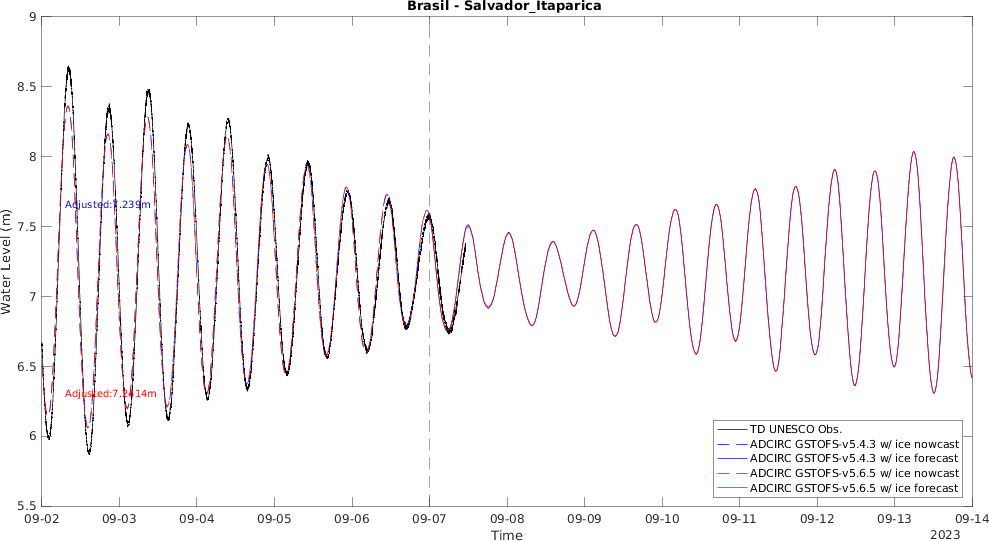 Brasil - Salvador_Itaparica
9
8.5
8
7.5
7
6.5
6
5.5
Water Level (m)
Adjusted:7.239m
Adjusted:7.2414m
TD UNESCO Obs.
ADCIRC GSTOFS-v5.4.3 w/ ice nowcast
ADCIRC GSTOFS-v5.4.3 w/ ice forecast
ADCIRC GSTOFS-v5.6.5 w/ ice nowcast
ADCIRC GSTOFS-v5.6.5 w/ ice forecast
09-02 09-03 09-04 09-05 09-06 09-07 09-08 09-09 09-10 09-11 09-12 09-13 09-14
Time
2023